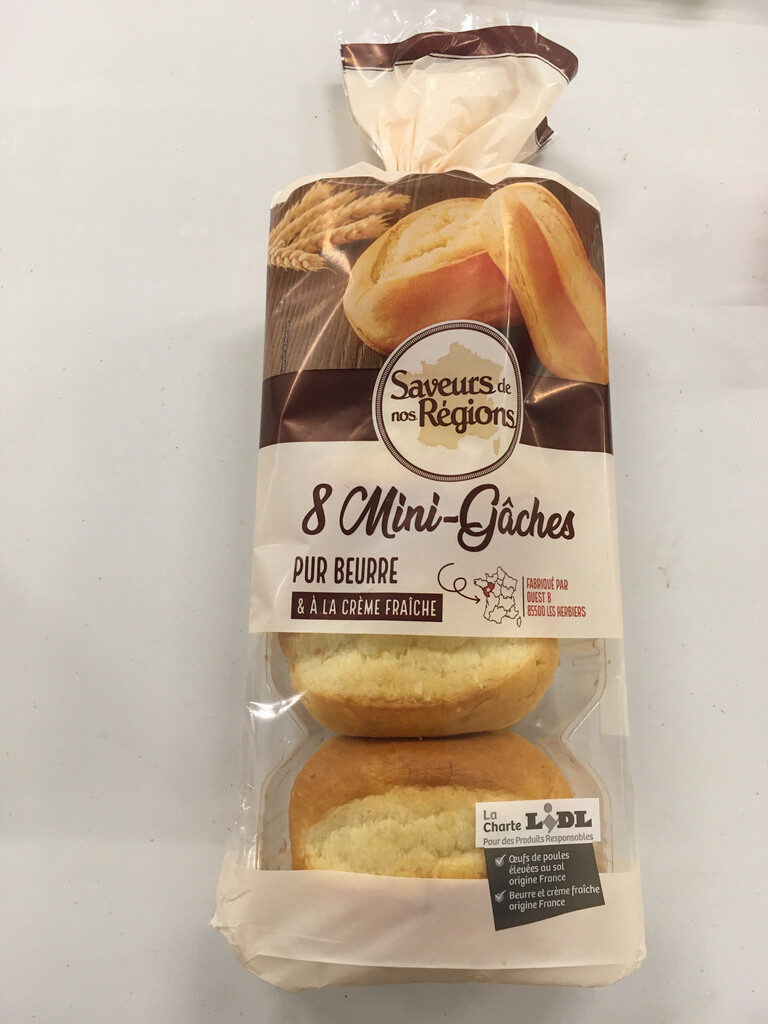 Saveurs de
nos Régions
8 Mini-Gâches
PUR BEURRE
& À LA CRÈME FRAÎCHE
FABRIQUÉ PAR
OUEST B
85500 LES HERBIERS
La
Charte LIDL
Pour des Produits Responsables
Œufs de poules
élevées au sol
origine France
Beurre et crème fraîche
origine France